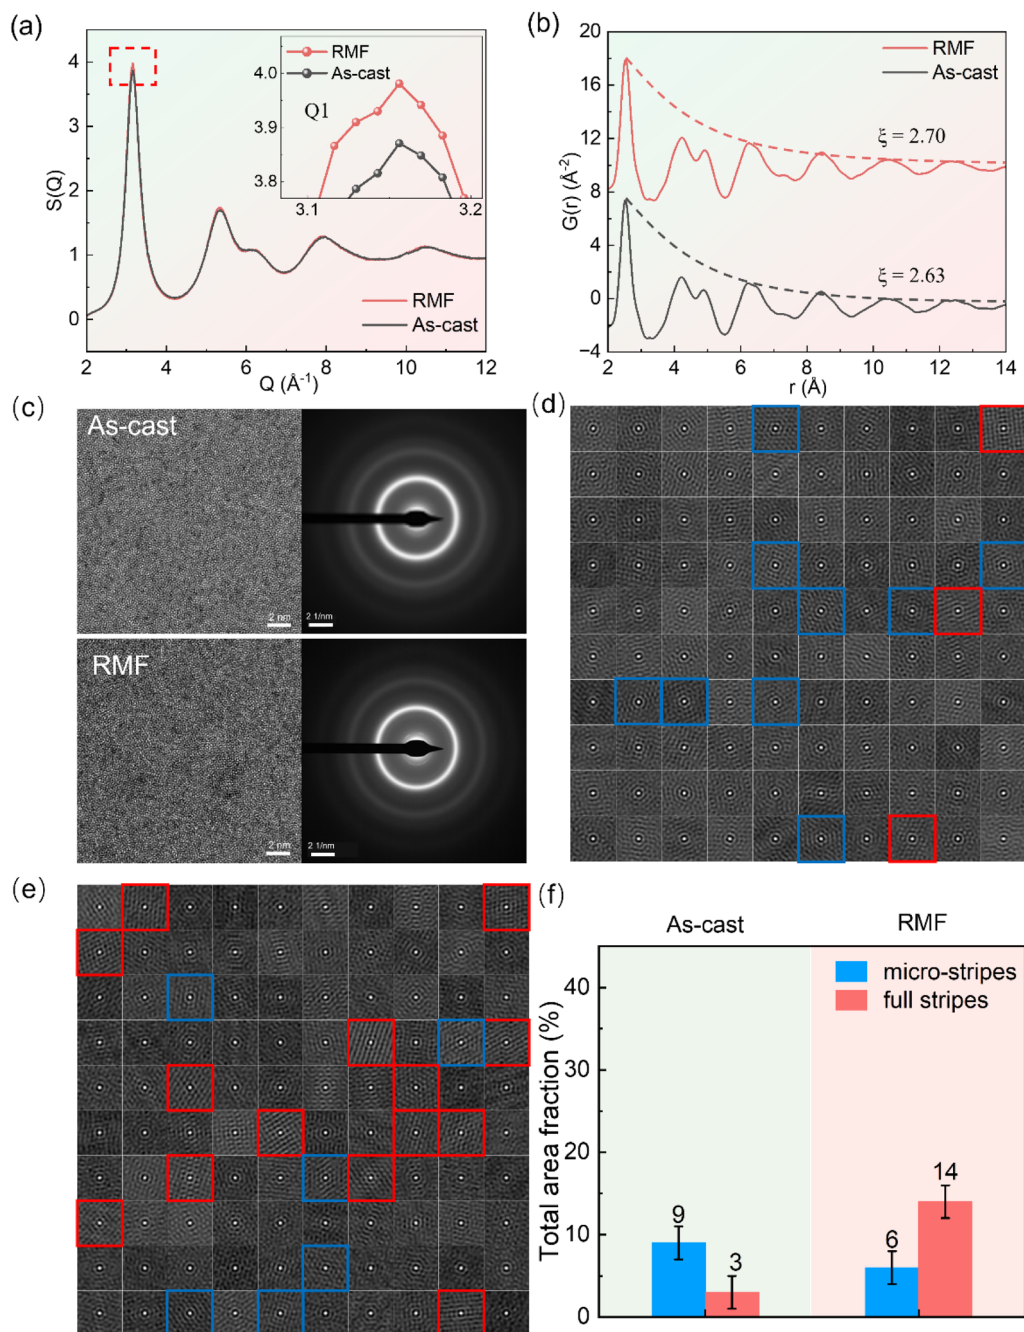 (a)
4
3
2
1
0
S(Q)
2 4 6 8 10 12
Q (Å⁻¹)
RMF
As-cast
RMF
As-cast
Q1
4.0
3.9
3.8
3.1 3.2
(b)
20
16
12
8
4
0
−4
G(r) (Å⁻²)
2 4 6 8 10 12 14
r (Å)
RMF
As-cast
ξ = 2.70
ξ = 2.63
(c)
As-cast
2 nm
2 1/nm
RMF
2 nm
2 1/nm
(d)
(e)
(f)
As-cast RMF
micro-stripes
full stripes
Total area fraction (%)
40
30
20
10
0
9
3
6
14